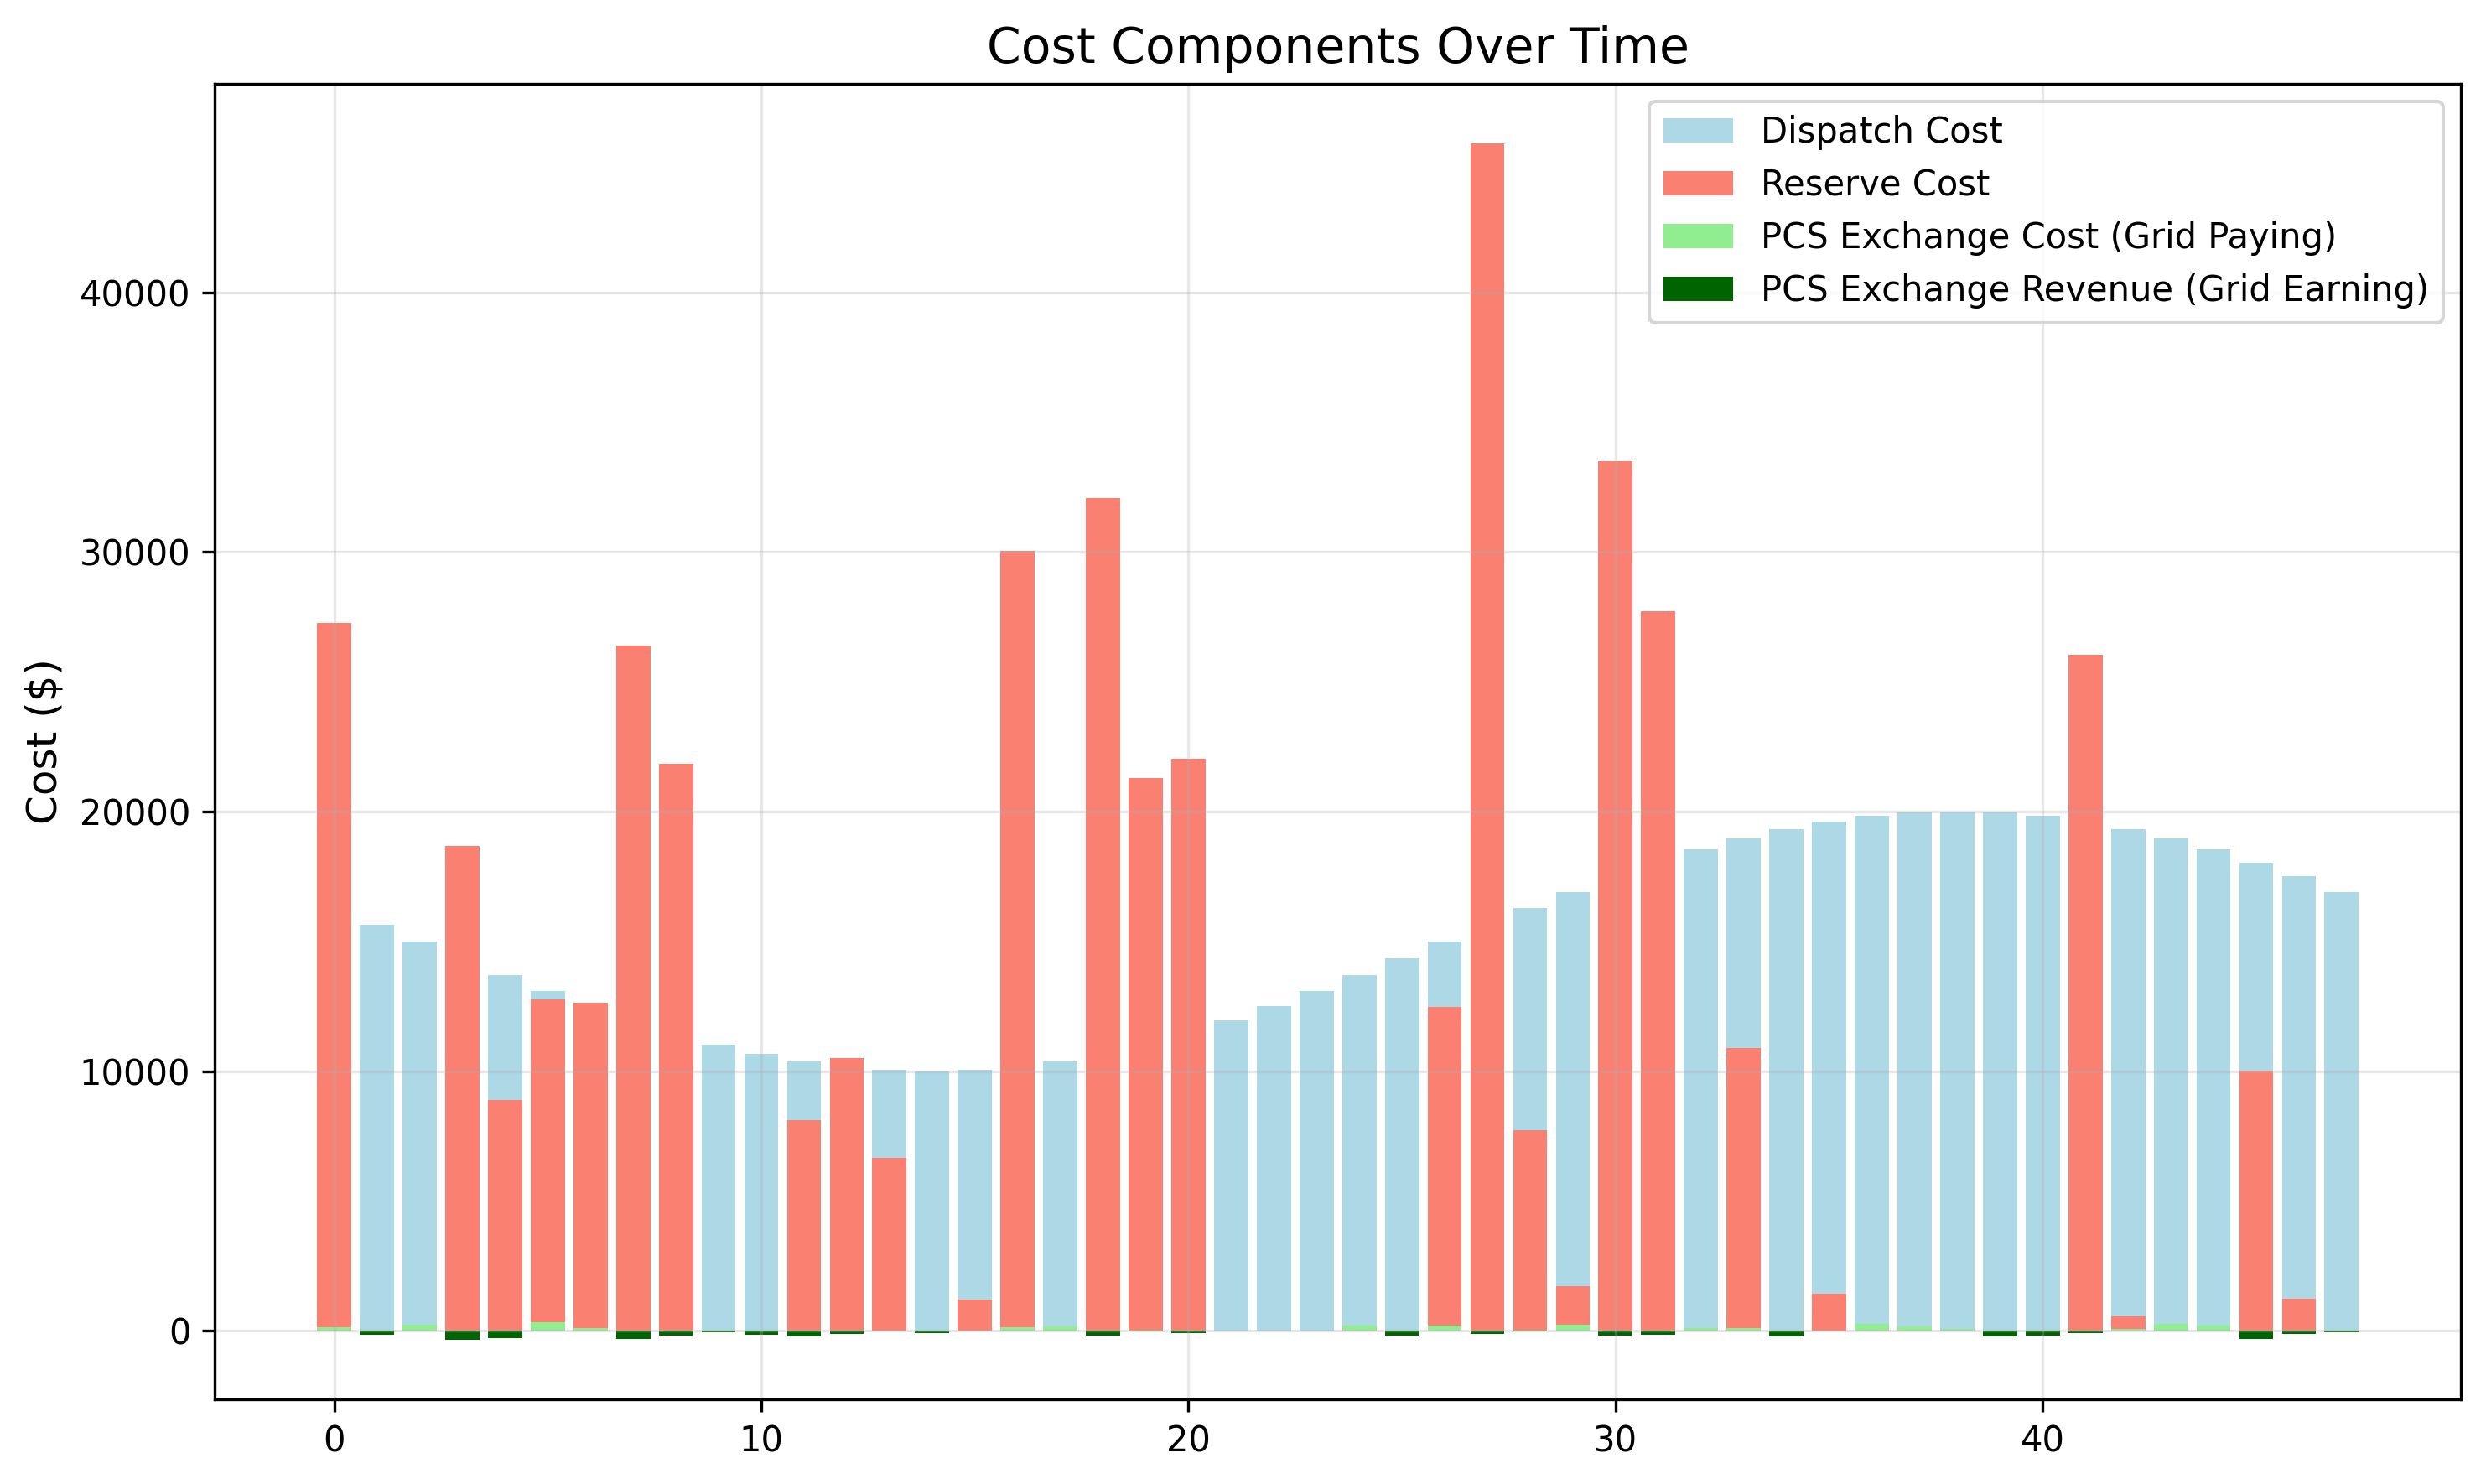 Cost Components Over Time
Dispatch Cost
Reserve Cost
PCS Exchange Cost (Grid Paying)
PCS Exchange Revenue (Grid Earning)
Cost ($)
40000
30000
20000
10000
0
0 10 20 30 40